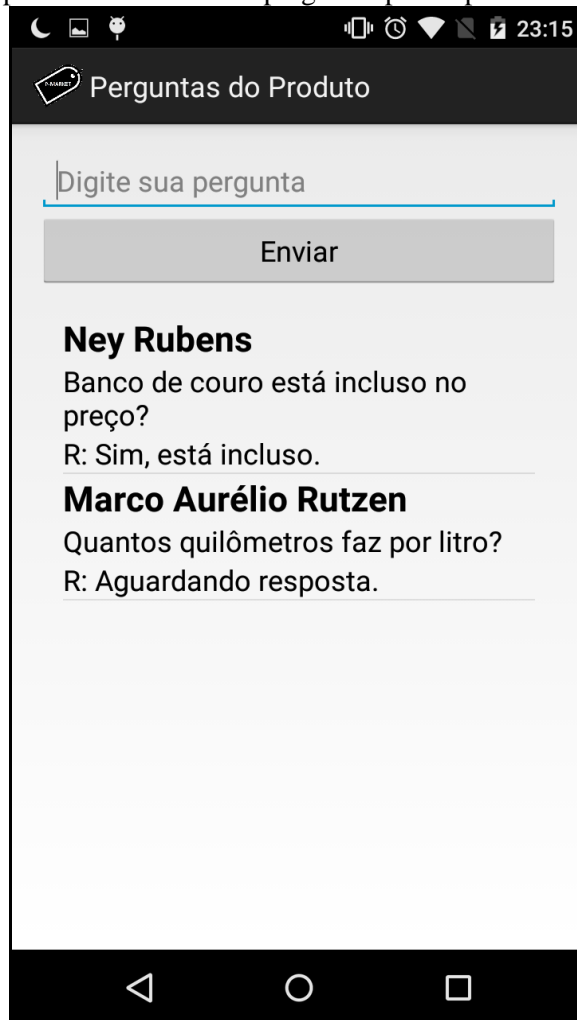 23:15
P-MARKET
Perguntas do Produto
Digite sua pergunta
Enviar
Ney Rubens
Banco de couro está incluso no
preço?
R: Sim, está incluso.
Marco Aurélio Rutzen
Quantos quilômetros faz por litro?
R: Aguardando resposta.